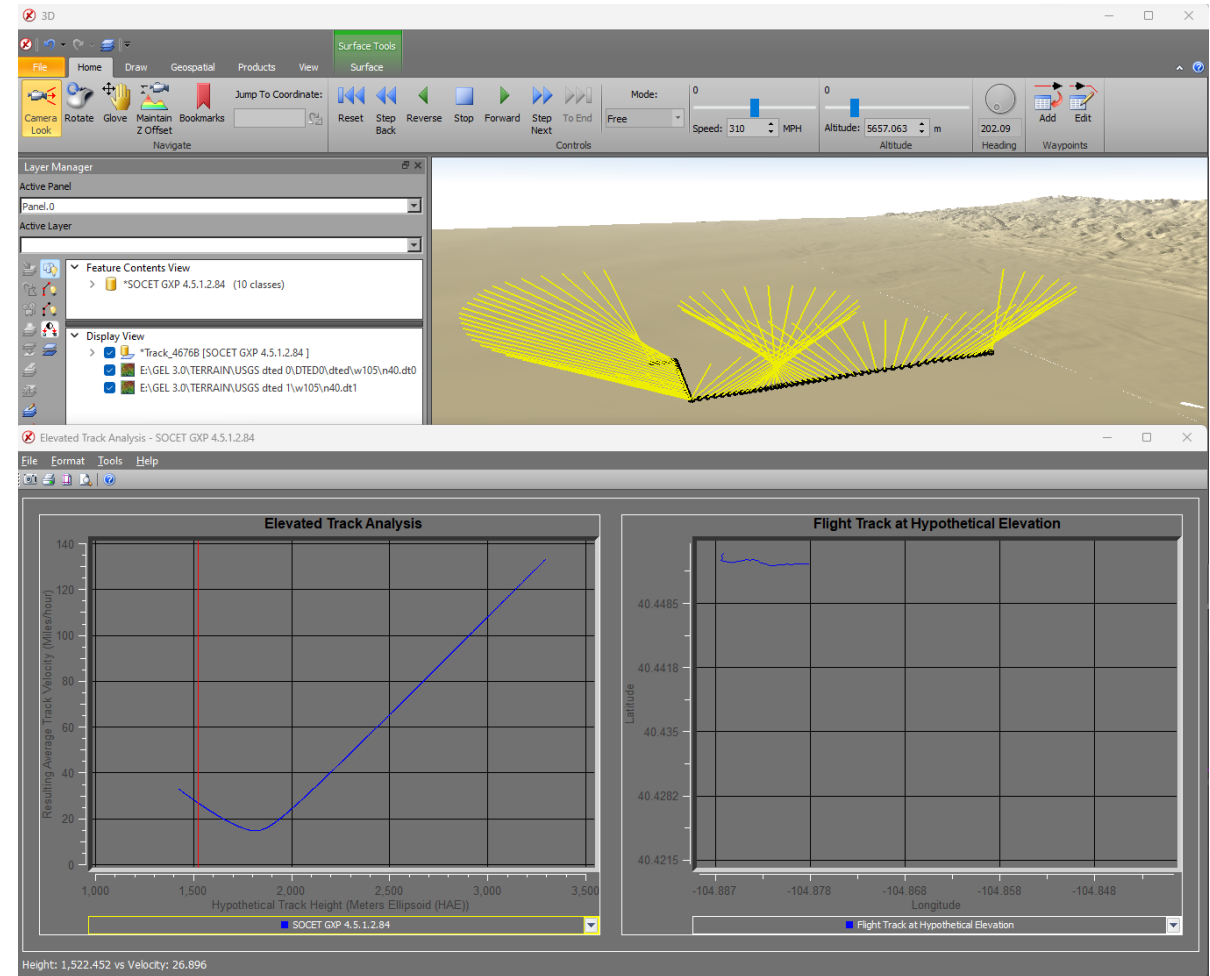 3D
Surface Tools
File Home Draw Geospatial Products View Surface
Camera Look Rotate Glove Maintain Z Offset Bookmarks
Jump To Coordinate:
Navigate
Reset Step Back Reverse Stop Forward Step Next To End
Mode:
Free
0
Speed: 310 MPH
Controls
0
Altitude: 5657.063 m
Altitude
202.09
Heading
Add Edit
Waypoints
Layer Manager
Active Panel
Panel.0
Active Layer
Feature Contents View
*SOCET GXP 4.5.1.2.84 (10 classes)
Display View
*Track_4676B [SOCET GXP 4.5.1.2.84 ]
E:\GEL 3.0\TERRAIN\USGS dted 0\DTED0\dted\w105\n40.dt0
E:\GEL 3.0\TERRAIN\USGS dted 1\w105\n40.dt1
Elevated Track Analysis - SOCET GXP 4.5.1.2.84
File Format Tools Help
Elevated Track Analysis
140
120
100
80
60
40
20
0
Resulting Average Track Velocity (Miles/hour)
1,000 1,500 2,000 2,500 3,000 3,500
Hypothetical Track Height (Meters Ellipsoid (HAE))
SOCET GXP 4.5.1.2.84
Flight Track at Hypothetical Elevation
40.4485
40.4418
40.435
40.4282
40.4215
Latitude
-104.887 -104.878 -104.868 -104.858 -104.848
Longitude
Flight Track at Hypothetical Elevation
Height: 1,522.452 vs Velocity: 26.896